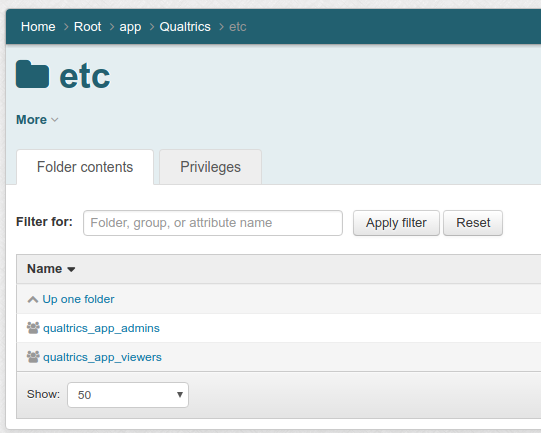 Home > Root > app > Qualtrics > etc
etc
More
Folder contents
Privileges
Filter for:
Folder, group, or attribute name
Apply filter
Reset
Name
Up one folder
qualtrics_app_admins
qualtrics_app_viewers
Show:
50